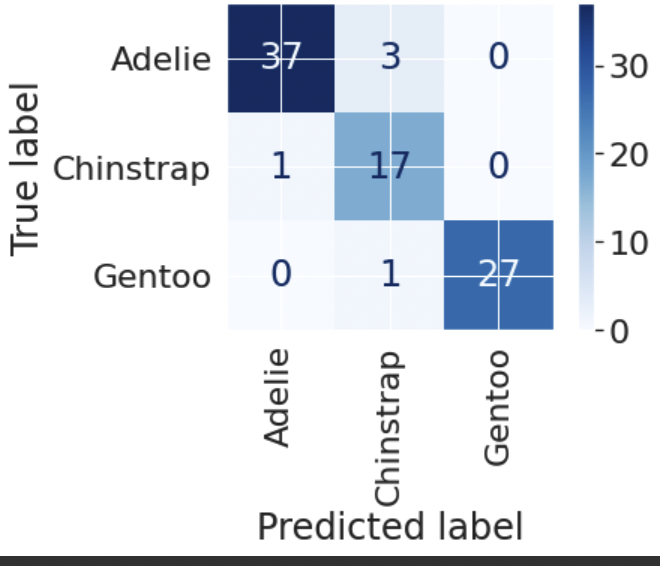 True label
Adelie 37 3 0
Chinstrap 1 17 0
Gentoo 0 1 27
30
20
10
0
Adelie
Chinstrap
Gentoo
Predicted label